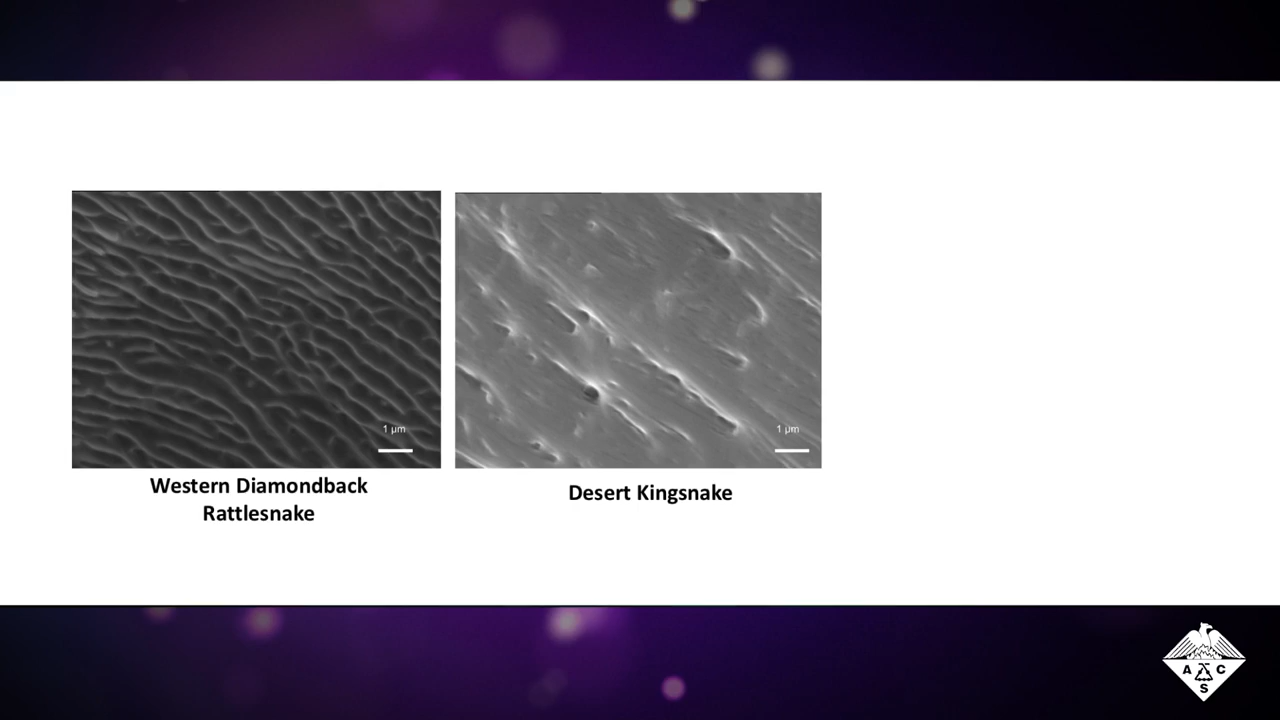 1 µm
1 µm
Western Diamondback
Rattlesnake
Desert Kingsnake
A C
S